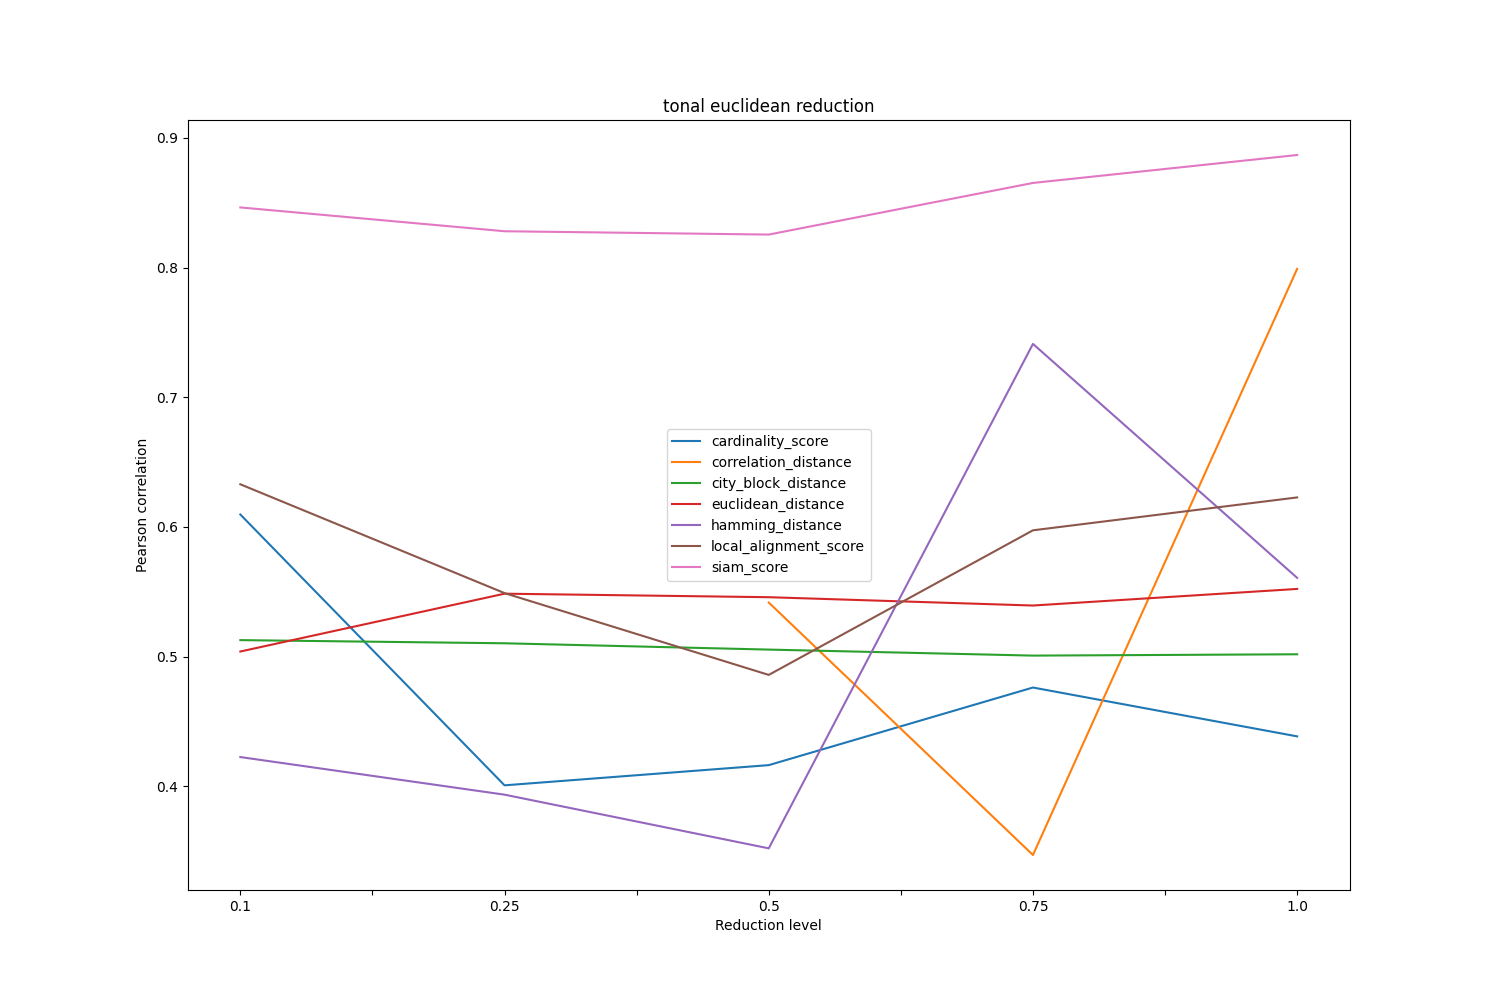 tonal euclidean reduction
0.9
0.8
0.7
0.6
0.5
0.4
Pearson correlation
cardinality_score
correlation_distance
city_block_distance
euclidean_distance
hamming_distance
local_alignment_score
siam_score
0.1 0.25 0.5 0.75 1.0
Reduction level